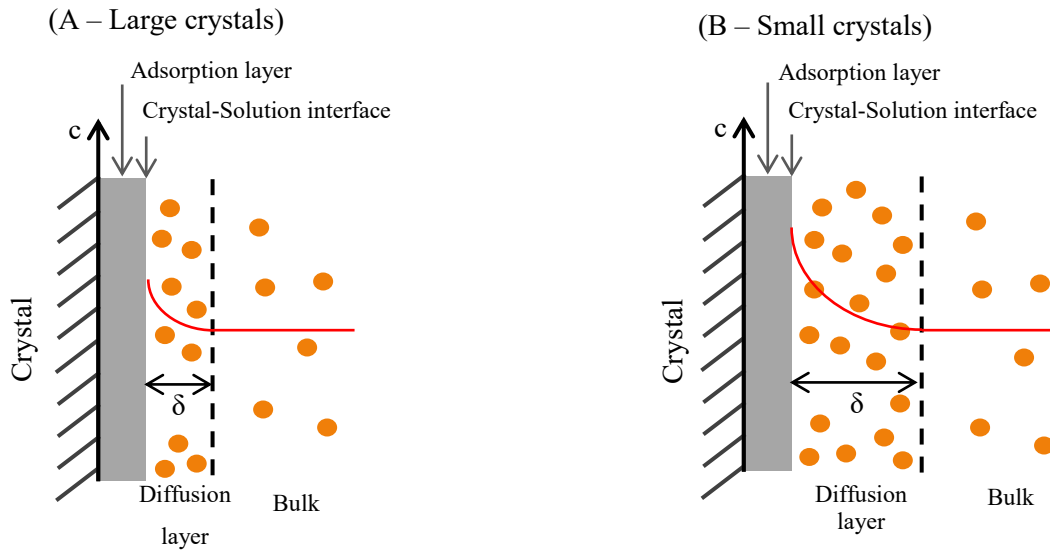 (A – Large crystals)
Adsorption layer
Crystal-Solution interface
c
Crystal
δ
Diffusion
layer
Bulk
(B – Small crystals)
Adsorption layer
Crystal-Solution interface
c
Crystal
δ
Diffusion
layer
Bulk